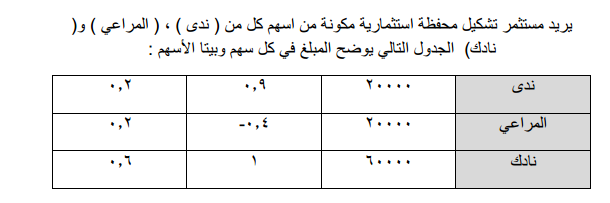 يريد مستثمر تشكيل محفظة استثمارية مكونة من اسهم كل من ( ندى ) ، ( المراعي ) و(
نادك) الجدول التالي يوضح المبلغ في كل سهم وبيتا الأسهم :
ندى ٢٠٠٠٠ ٠,٩ ٠,٢
المراعي ٢٠٠٠٠ ٠,٤- ٠,٢
نادك ٦٠٠٠٠ ١ ٠,٦